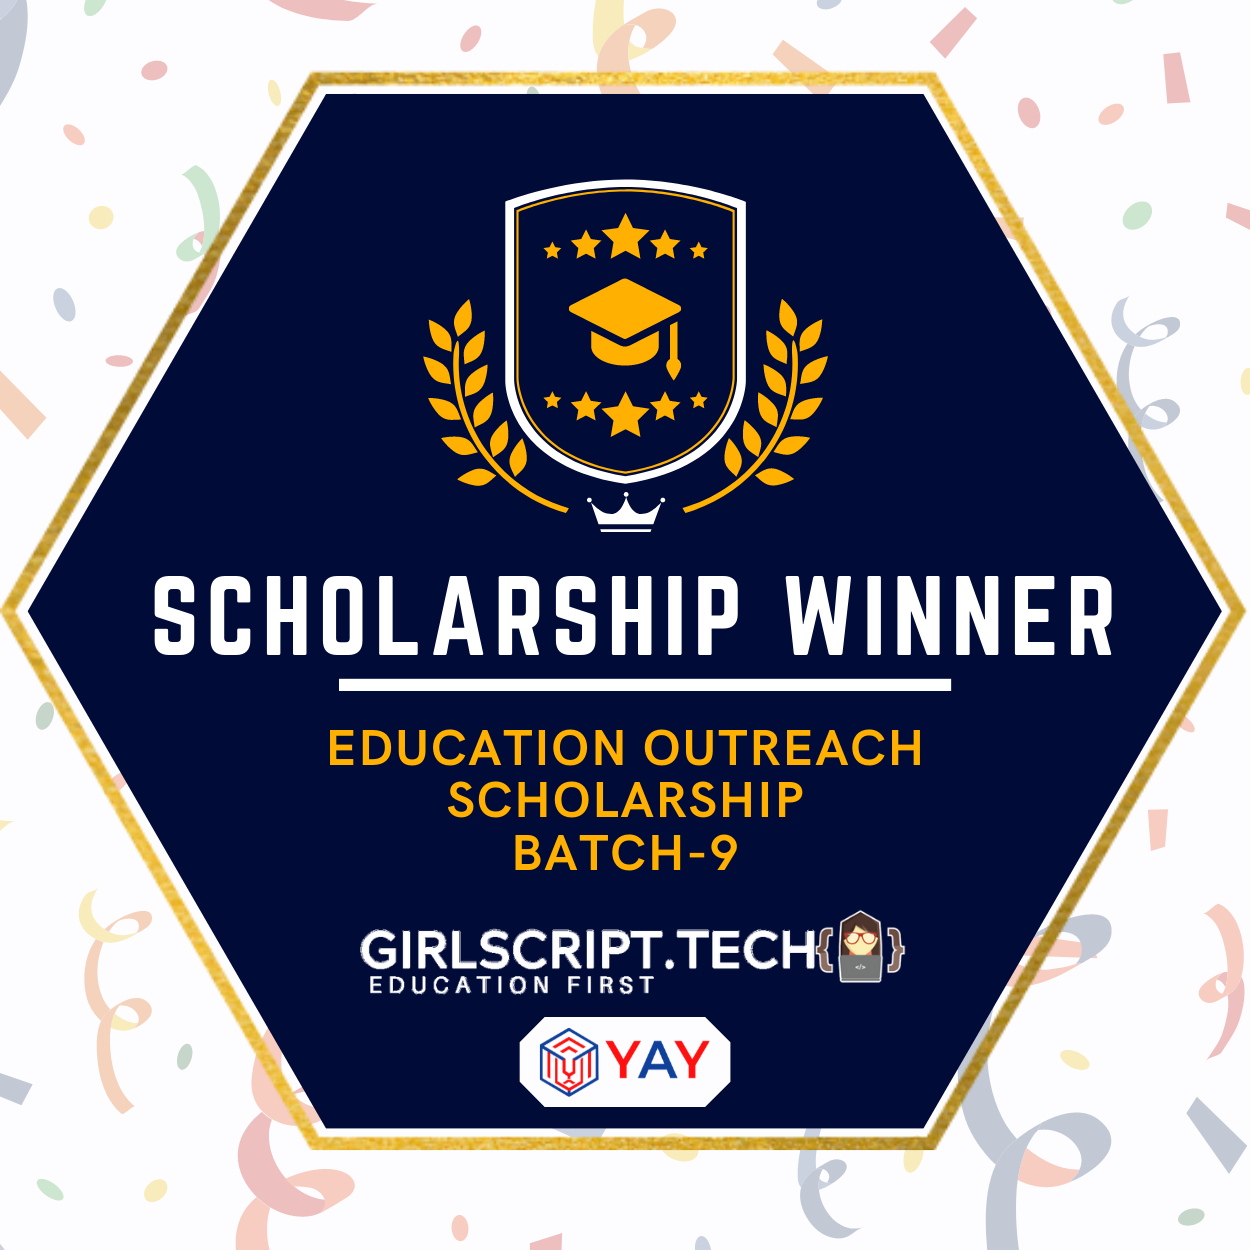 SCHOLARSHIP WINNER
EDUCATION OUTREACH
SCHOLARSHIP
BATCH-9
GIRLSCRIPT.TECH
EDUCATION FIRST
</>
YAY